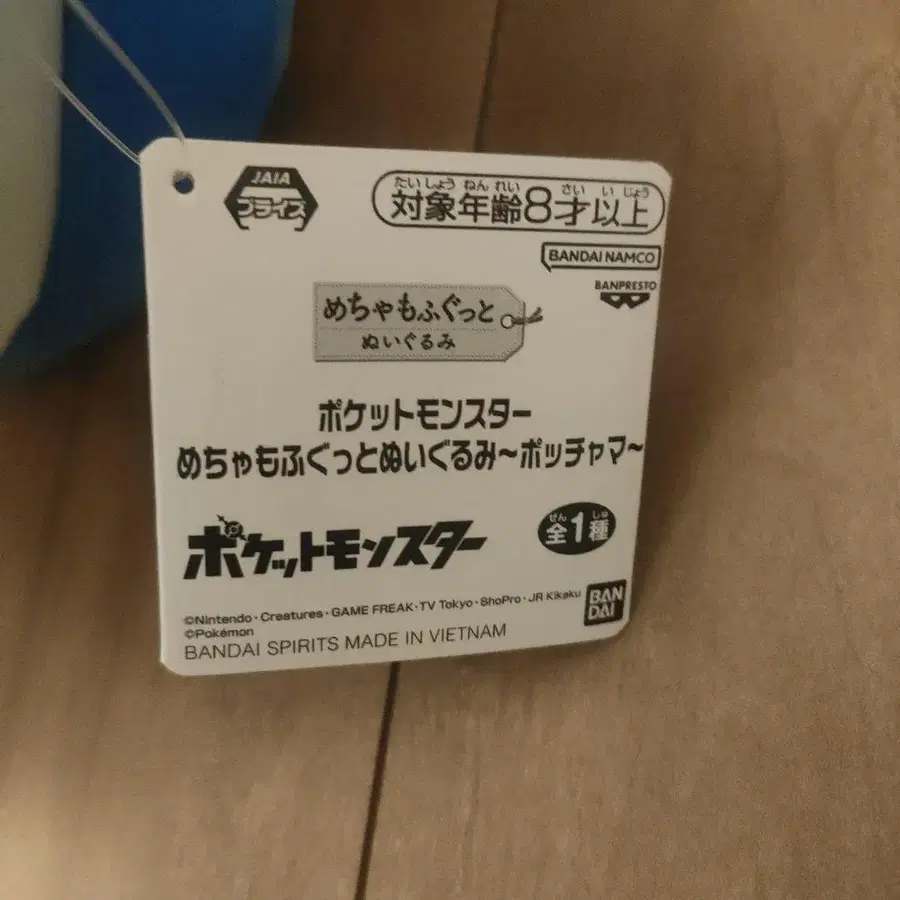 JAIA
プライズ
たいしょうねんれい さいいじょう
対象年齢8才以上
BANDAI NAMCO
BANPRESTO
めちゃもふぐっと
ぬいぐるみ
ポケットモンスター
めちゃもふぐっとぬいぐるみ~ポッチャマ~
ポケットモンスター
ぜん しゅ
全1種
©Nintendo・Creatures・GAME FREAK・TV Tokyo・ShoPro・JR Kikaku
©Pokémon
BANDAI SPIRITS MADE IN VIETNAM
BAN
DAI